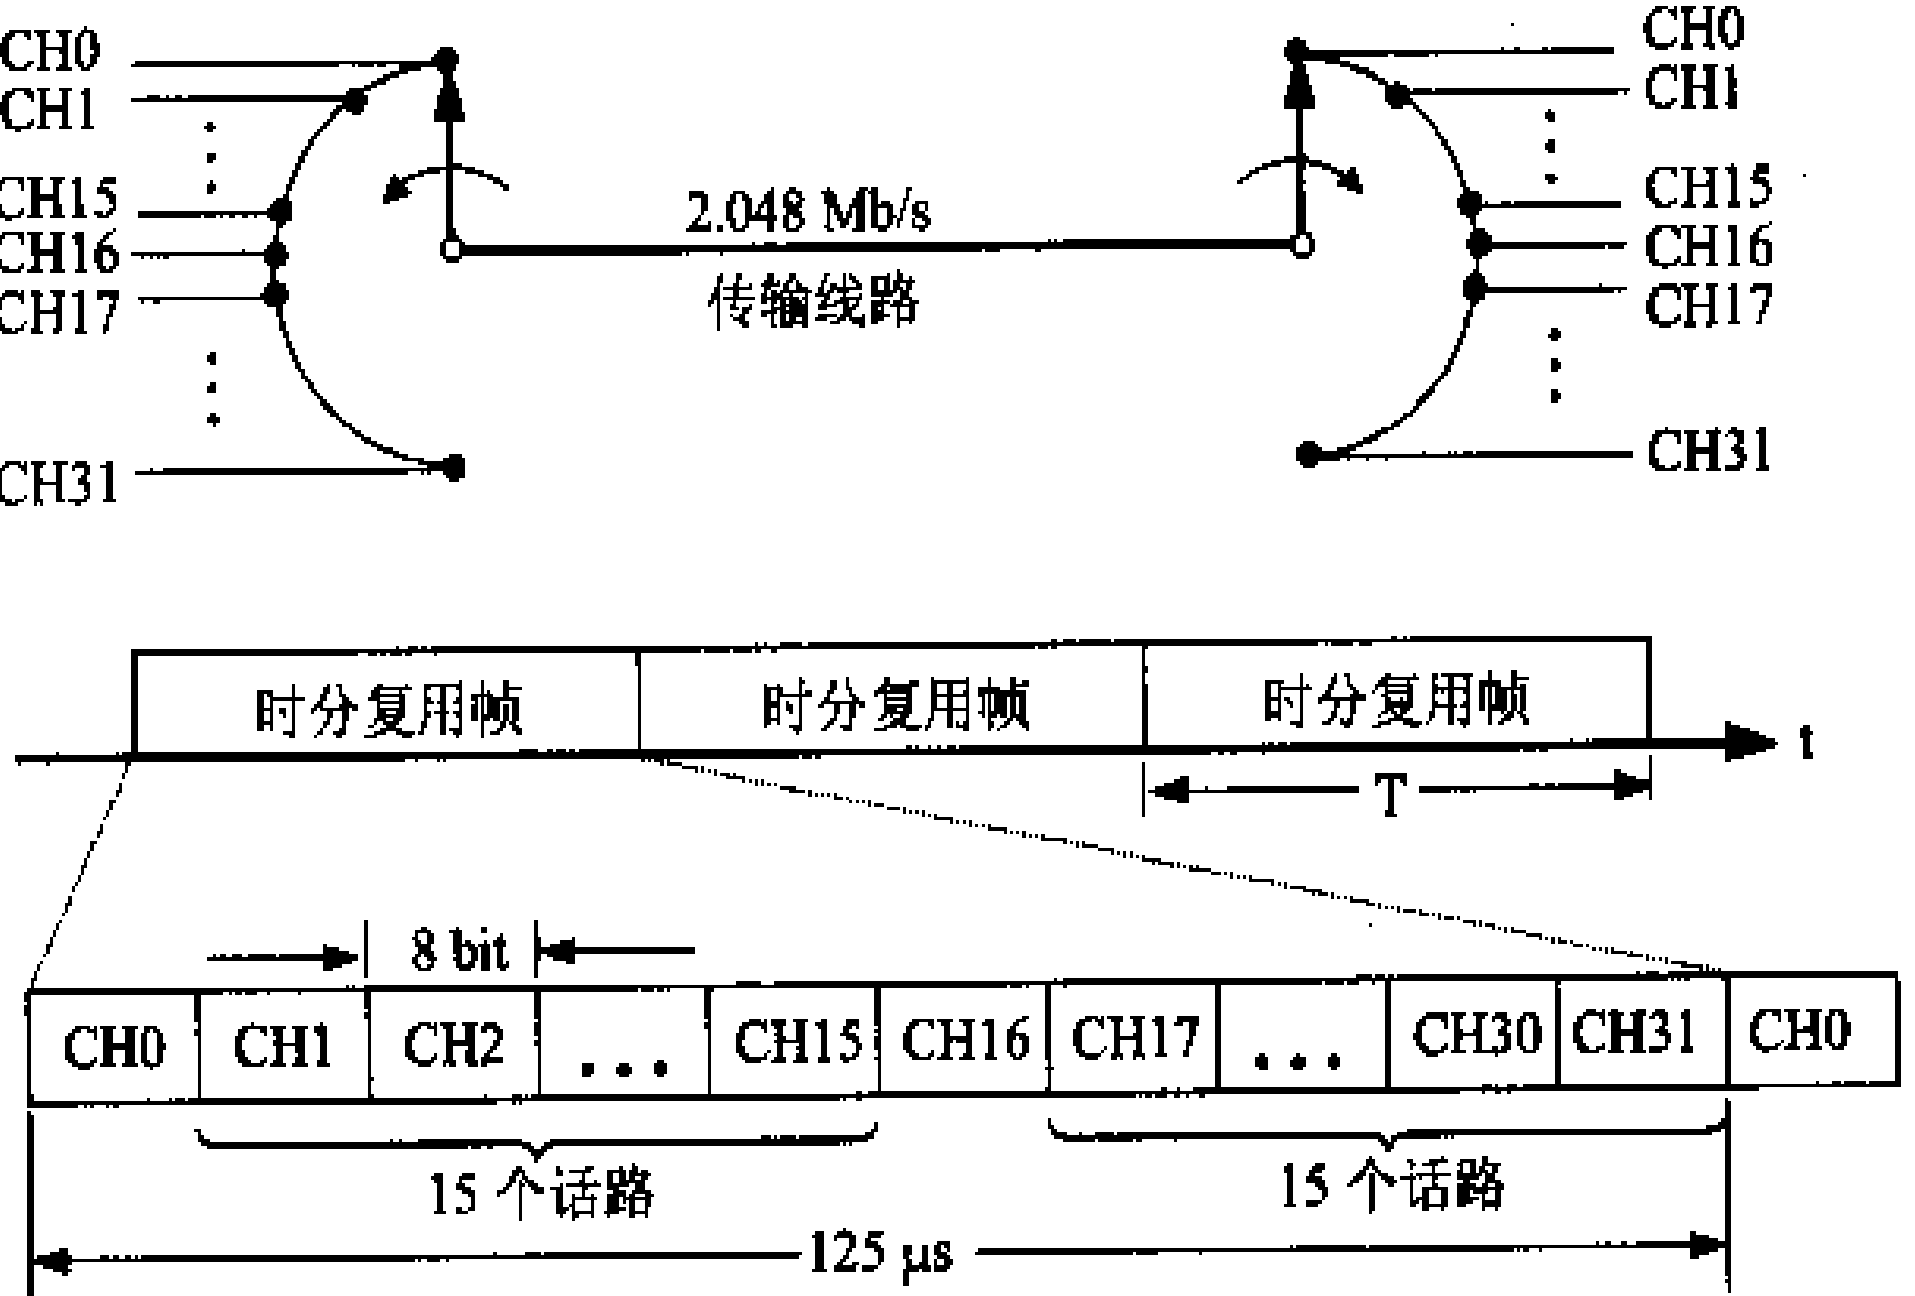 CH0
CH1
CH15
CH16
CH17
CH31
2.048 Mb/s
传输线路
CH0
CH1
CH15
CH16
CH17
CH31
时分复用帧 时分复用帧 时分复用帧 t
T
8 bit
CH0 CH1 CH2 ... CH15 CH16 CH17 ... CH30 CH31 CH0
15 个话路 15 个话路
125 μs